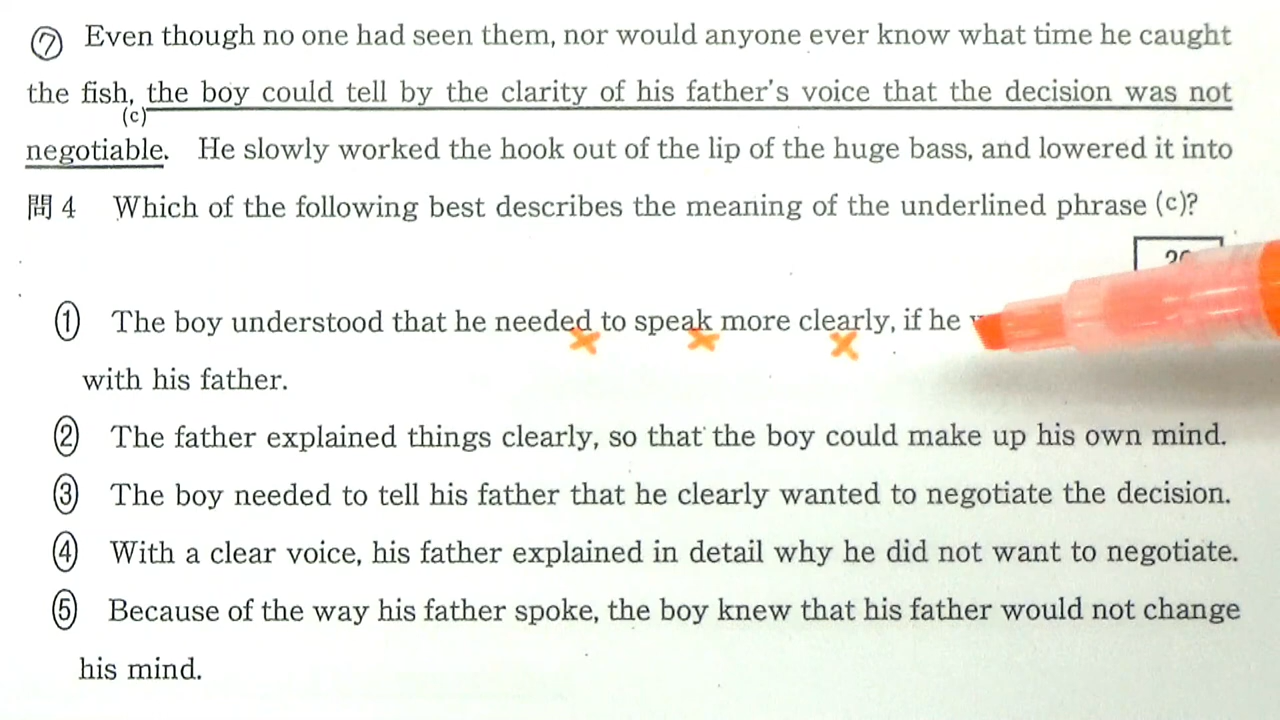 ⑦ Even though no one had seen them, nor would anyone ever know what time he caught
the fish, the boy could tell by the clarity of his father's voice that the decision was not
(c)
negotiable. He slowly worked the hook out of the lip of the huge bass, and lowered it into
問4 Which of the following best describes the meaning of the underlined phrase (c)?
① The boy understood that he needed to speak more clearly, if he
with his father.
② The father explained things clearly, so that the boy could make up his own mind.
③ The boy needed to tell his father that he clearly wanted to negotiate the decision.
④ With a clear voice, his father explained in detail why he did not want to negotiate.
⑤ Because of the way his father spoke, the boy knew that his father would not change
his mind.